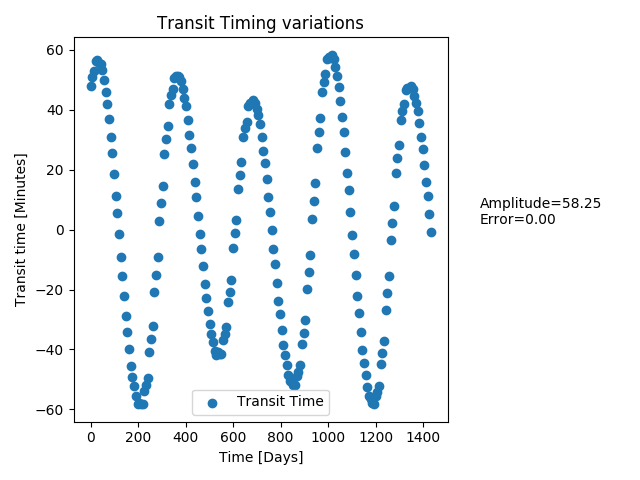 Transit Timing variations
60
40
20
0
−20
−40
−60
Transit time [Minutes]
Amplitude=58.25
Error=0.00
Transit Time
0
200
400
600
800
1000
1200
1400
Time [Days]